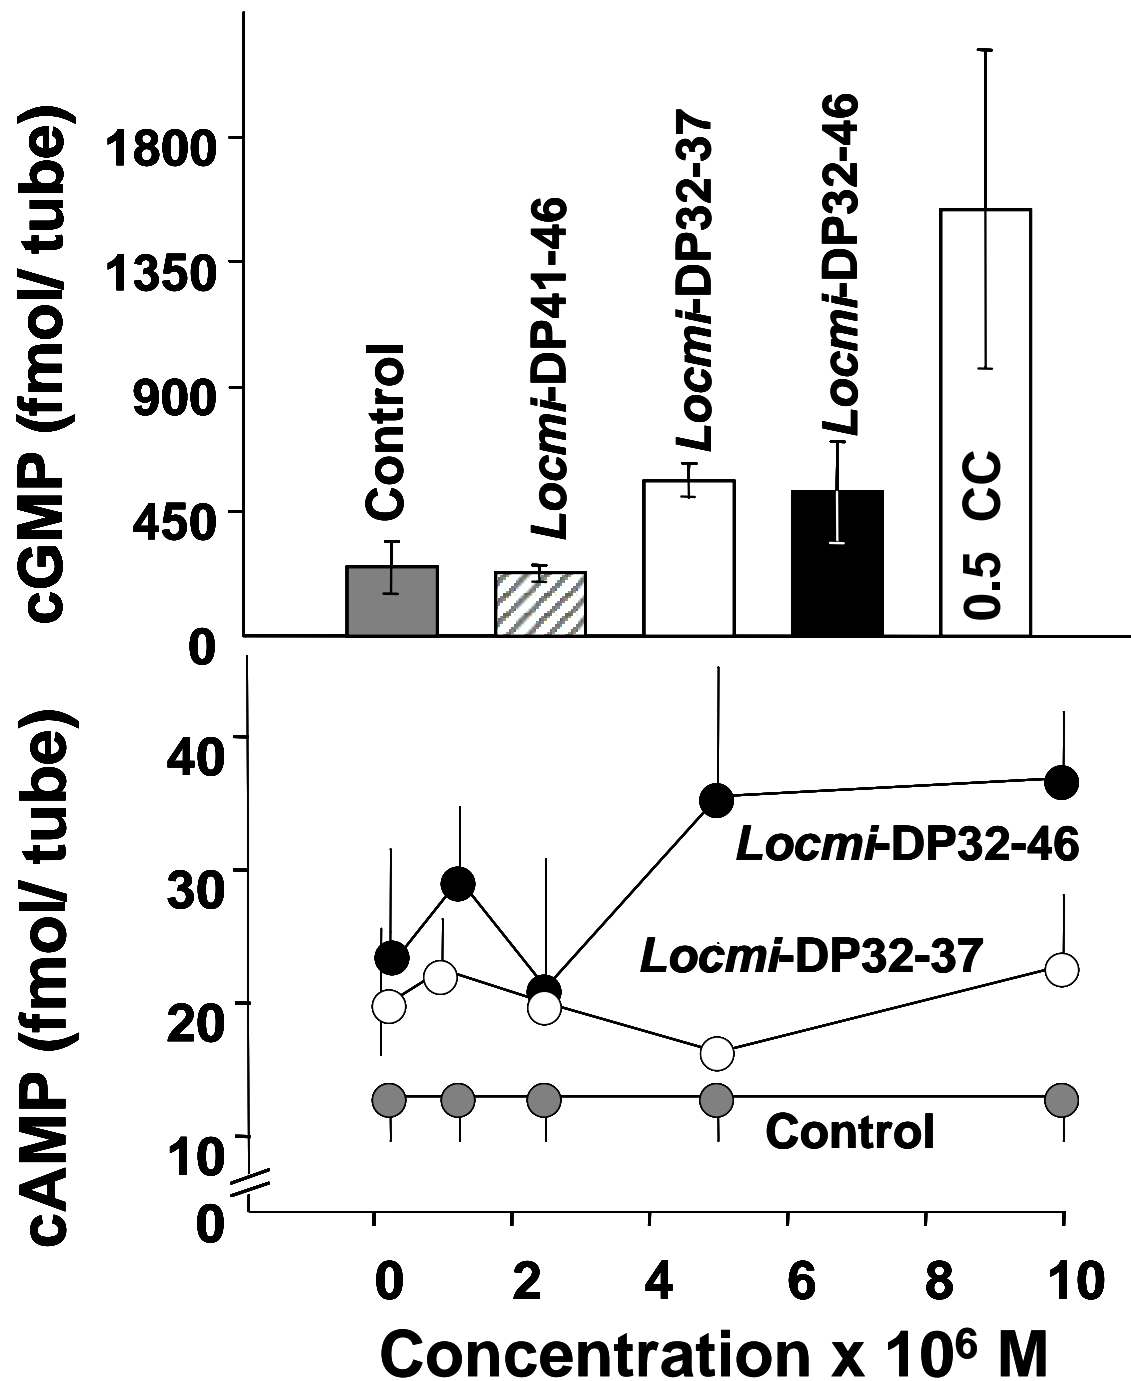 cGMP (fmol/ tube)
1800
1350
900
450
0
Control
Locmi-DP41-46
Locmi-DP32-37
Locmi-DP32-46
0.5 CC
cAMP (fmol/ tube)
40
30
20
10
0
Locmi-DP32-46
Locmi-DP32-37
Control
0 2 4 6 8 10
Concentration x 10⁶ M